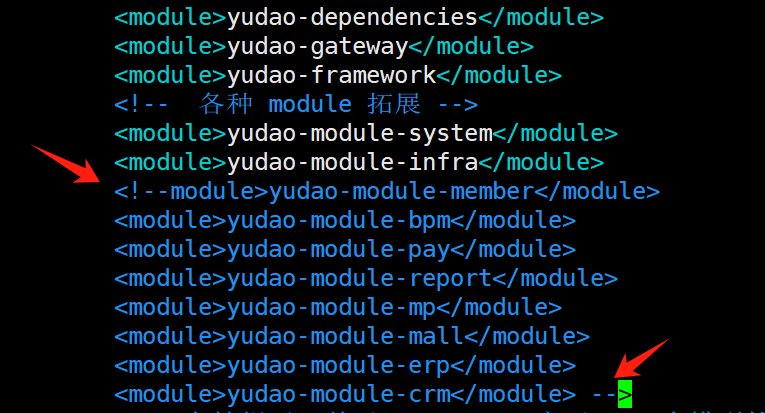 <module>yudao-dependencies</module>
<module>yudao-gateway</module>
<module>yudao-framework</module>
<!--  各种 module 拓展 -->
<module>yudao-module-system</module>
<module>yudao-module-infra</module>
<!--module>yudao-module-member</module>
<module>yudao-module-bpm</module>
<module>yudao-module-pay</module>
<module>yudao-module-report</module>
<module>yudao-module-mp</module>
<module>yudao-module-mall</module>
<module>yudao-module-erp</module>
<module>yudao-module-crm</module> -->